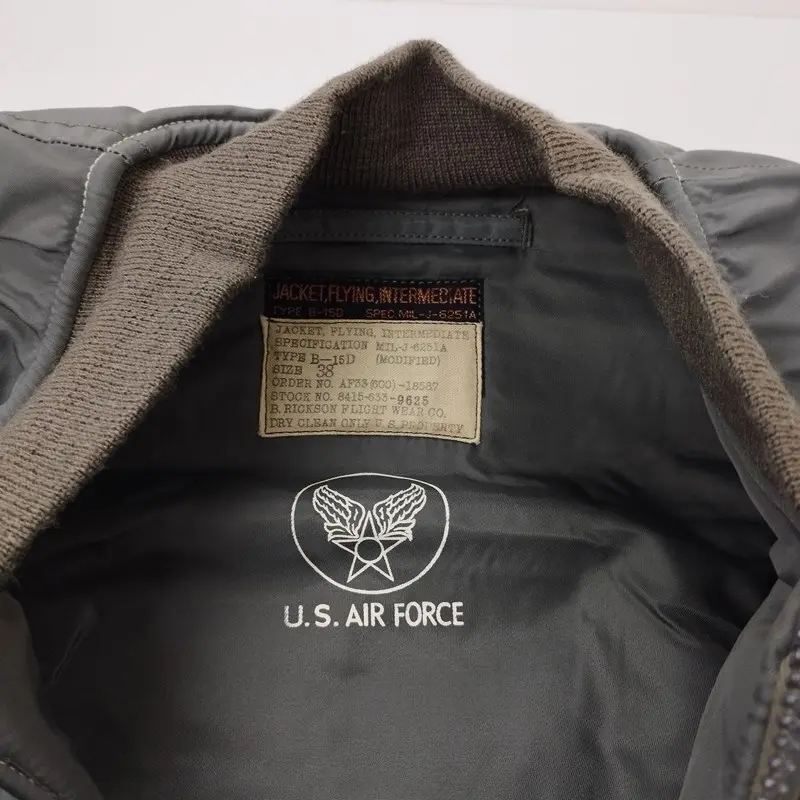 JACKET,FLYING,INTERMEDIATE
TYPE B-15D SPEC.MIL-J-6251A
JACKET, FLYING, INTERMEDIATE
SPECIFICATION MIL-J-6251A
TYPE B-15D (MODIFIED)
SIZE 38
ORDER NO. AF33(600)-18587
STOCK NO. 8415-633-9625
B. RICKSON FLIGHT WEAR CO.
DRY CLEAN ONLY U.S. PROPERTY
U.S. AIR FORCE